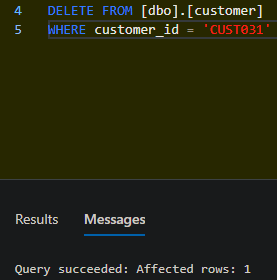 4 DELETE FROM [dbo].[customer]
5 WHERE customer_id = 'CUST031'
Results Messages
Query succeeded: Affected rows: 1